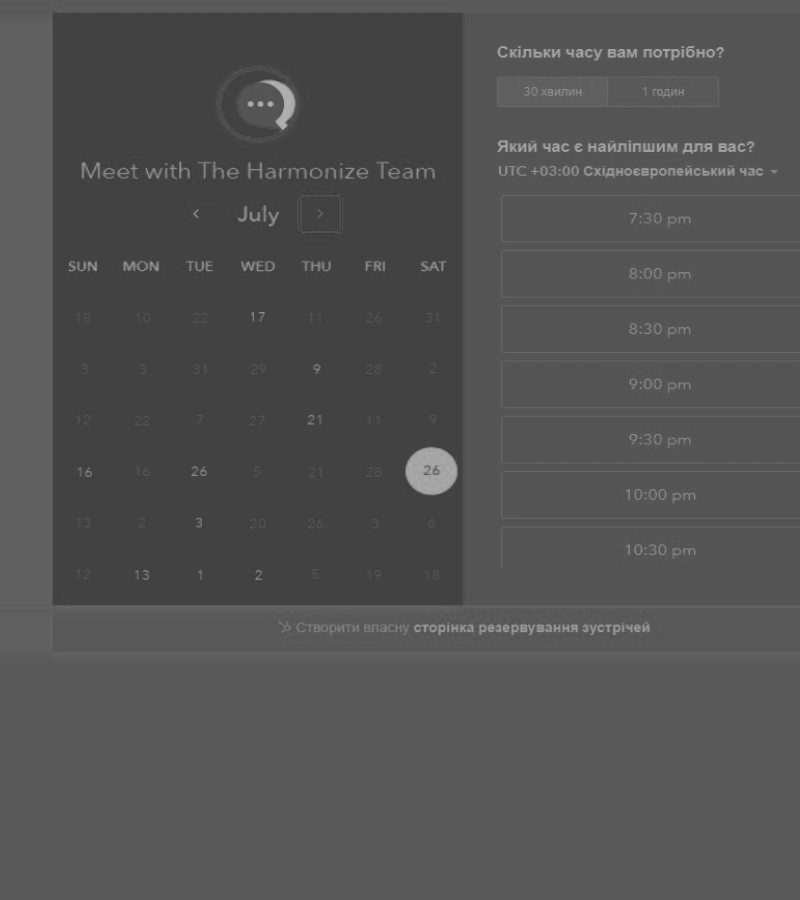 Meet with The Harmonize Team
July
SUN MON TUE WED THU FRI SAT
18 10 22 17 11 26 31
3 3 31 29 9 28 2
12 22 7 27 21 11 9
16 16 26 5 21 28 26
13 2 3 20 26 3 6
12 13 1 2 5 19 18
Скільки часу вам потрібно?
30 хвилин 1 годин
Який час є найліпшим для вас?
UTC +03:00 Східноєвропейський час
7:30 pm
8:00 pm
8:30 pm
9:00 pm
9:30 pm
10:00 pm
10:30 pm
Створити власну сторінка резервування зустрічей